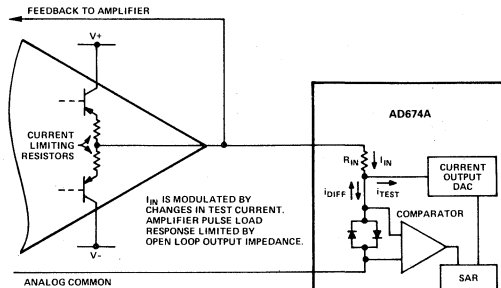 FEEDBACK TO AMPLIFIER
V+
AD674A
CURRENT
LIMITING
RESISTORS
RIN
IIN
CURRENT
OUTPUT
DAC
iDIFF
iTEST
IIN IS MODULATED BY
CHANGES IN TEST CURRENT.
AMPLIFIER PULSE LOAD
RESPONSE LIMITED BY
OPEN LOOP OUTPUT IMPEDANCE.
COMPARATOR
V-
ANALOG COMMON
SAR